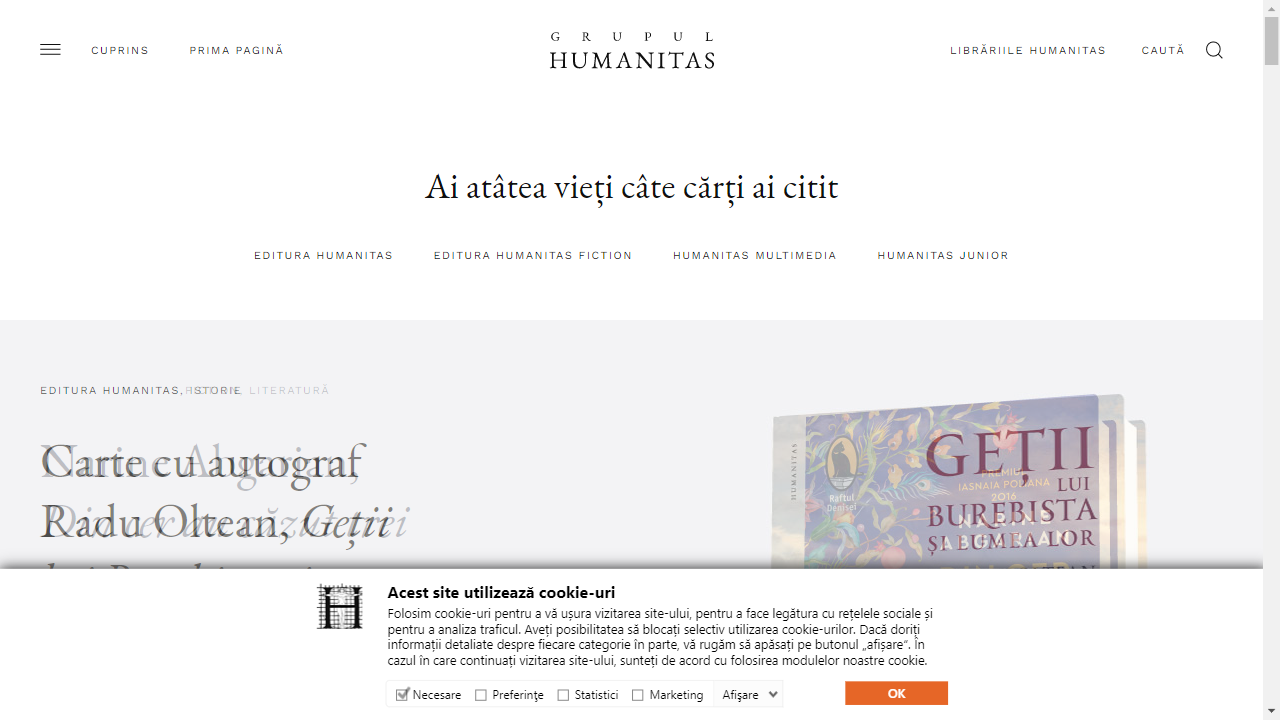 CUPRINS
PRIMA PAGINĂ
GRUPUL
HUMANITAS
LIBRĂRIILE HUMANITAS
CAUTĂ
Ai atâtea vieți câte cărți ai citit
EDITURA HUMANITAS
EDITURA HUMANITAS FICTION
HUMANITAS MULTIMEDIA
HUMANITAS JUNIOR
EDITURA HUMANITAS, ISTORIE
LITERATURĂ
Carte cu autograf
Radu Oltean, Geții
HUMANITAS
Raftul
Denisei
GEȚII
LUI
BUREBISTA
ȘI LUMEA LOR
PREMIUL
IASNAIA POLIANA
2016
Acest site utilizează cookie-uri
Folosim cookie-uri pentru a vă ușura vizitarea site-ului, pentru a face legătura cu rețelele sociale și
pentru a analiza traficul. Aveți posibilitatea să blocați selectiv utilizarea cookie-urilor. Dacă doriți
informații detaliate despre fiecare categorie în parte, vă rugăm să apăsați pe butonul „afișare“. În
cazul în care continuați vizitarea site-ului, sunteți de acord cu folosirea modulelor noastre cookie.
Necesare
Preferinţe
Statistici
Marketing
Afişare
OK